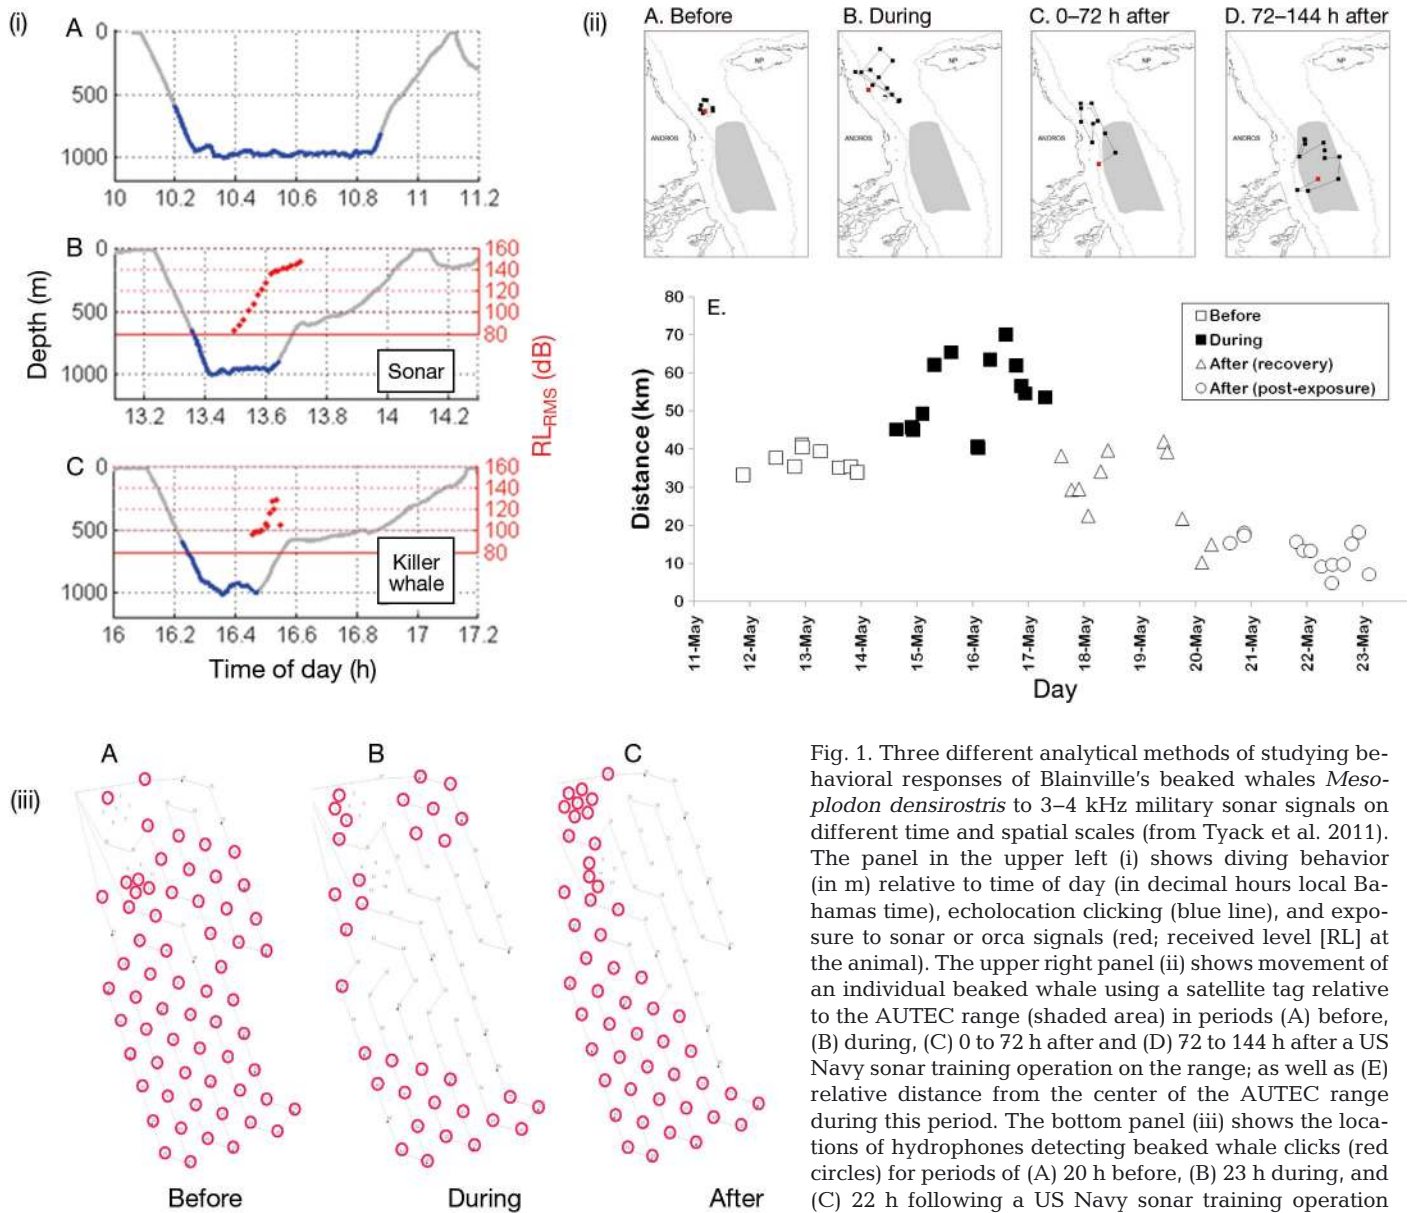 (i)
A
0
500
1000
10
10.2
10.4
10.6
10.8
11
11.2
B
0
500
1000
160
140
120
100
80
Sonar
13.2
13.4
13.6
13.8
14
14.2
Depth (m)
RLRMS (dB)
C
0
500
1000
160
140
120
100
80
Killer
whale
16
16.2
16.4
16.6
16.8
17
17.2
Time of day (h)
(ii)
A. Before
B. During
C. 0–72 h after
D. 72–144 h after
NP
ANDROS
NP
ANDROS
NP
ANDROS
NP
ANDROS
E.
80
70
60
50
40
30
20
10
0
Distance (km)
Before
During
After (recovery)
After (post-exposure)
11-May
12-May
13-May
14-May
15-May
16-May
17-May
18-May
19-May
20-May
21-May
22-May
23-May
Day
(iii)
A
B
C
Before
During
After
Fig. 1. Three different analytical methods of studying be-
havioral responses of Blainville's beaked whales Meso-
plodon densirostris to 3–4 kHz military sonar signals on
different time and spatial scales (from Tyack et al. 2011).
The panel in the upper left (i) shows diving behavior
(in m) relative to time of day (in decimal hours local Ba-
hamas time), echolocation clicking (blue line), and expo-
sure to sonar or orca signals (red; received level [RL] at
the animal). The upper right panel (ii) shows movement of
an individual beaked whale using a satellite tag relative
to the AUTEC range (shaded area) in periods (A) before,
(B) during, (C) 0 to 72 h after and (D) 72 to 144 h after a US
Navy sonar training operation on the range; as well as (E)
relative distance from the center of the AUTEC range
during this period. The bottom panel (iii) shows the loca-
tions of hydrophones detecting beaked whale clicks (red
circles) for periods of (A) 20 h before, (B) 23 h during, and
(C) 22 h following a US Navy sonar training operation